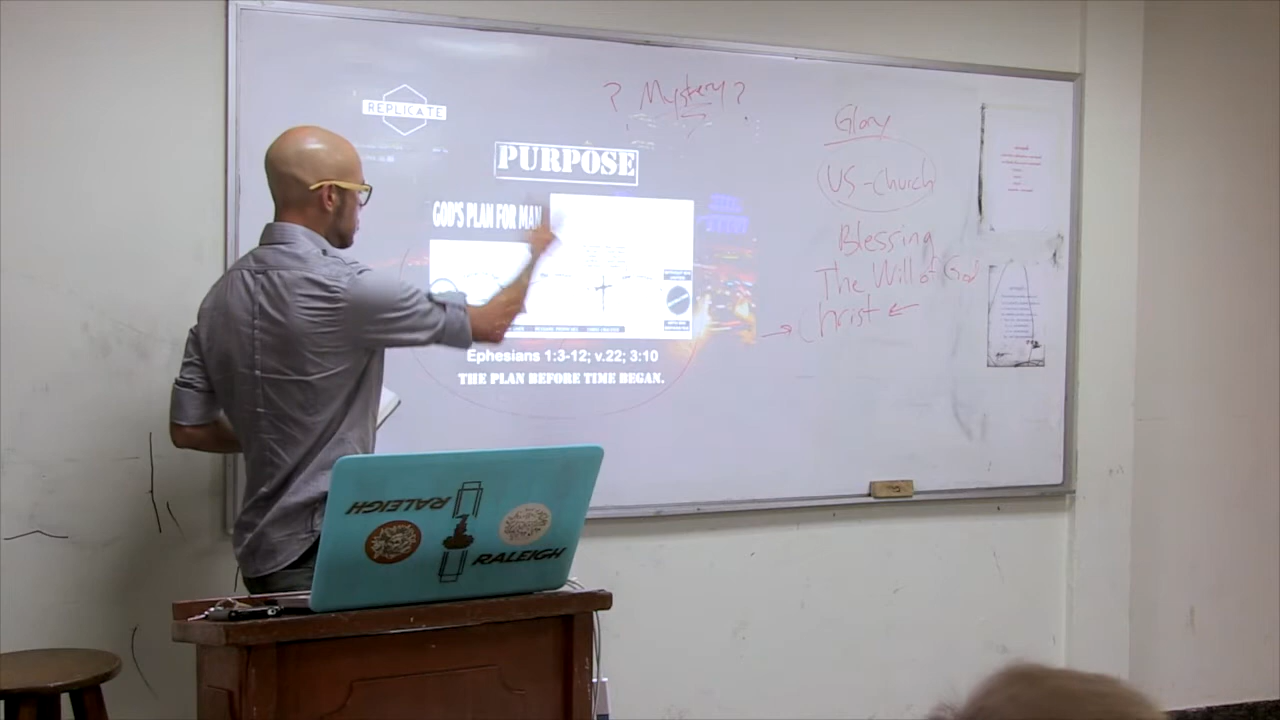 ? Mystery ?
REPLICATE
PURPOSE
GOD'S PLAN FOR MAN
Ephesians 1:3-12; v.22; 3:10
THE PLAN BEFORE TIME BEGAN.
Glory
US-Church
Blessing
The Will of God
→ Christ ←
RALEIGH
RALEIGH